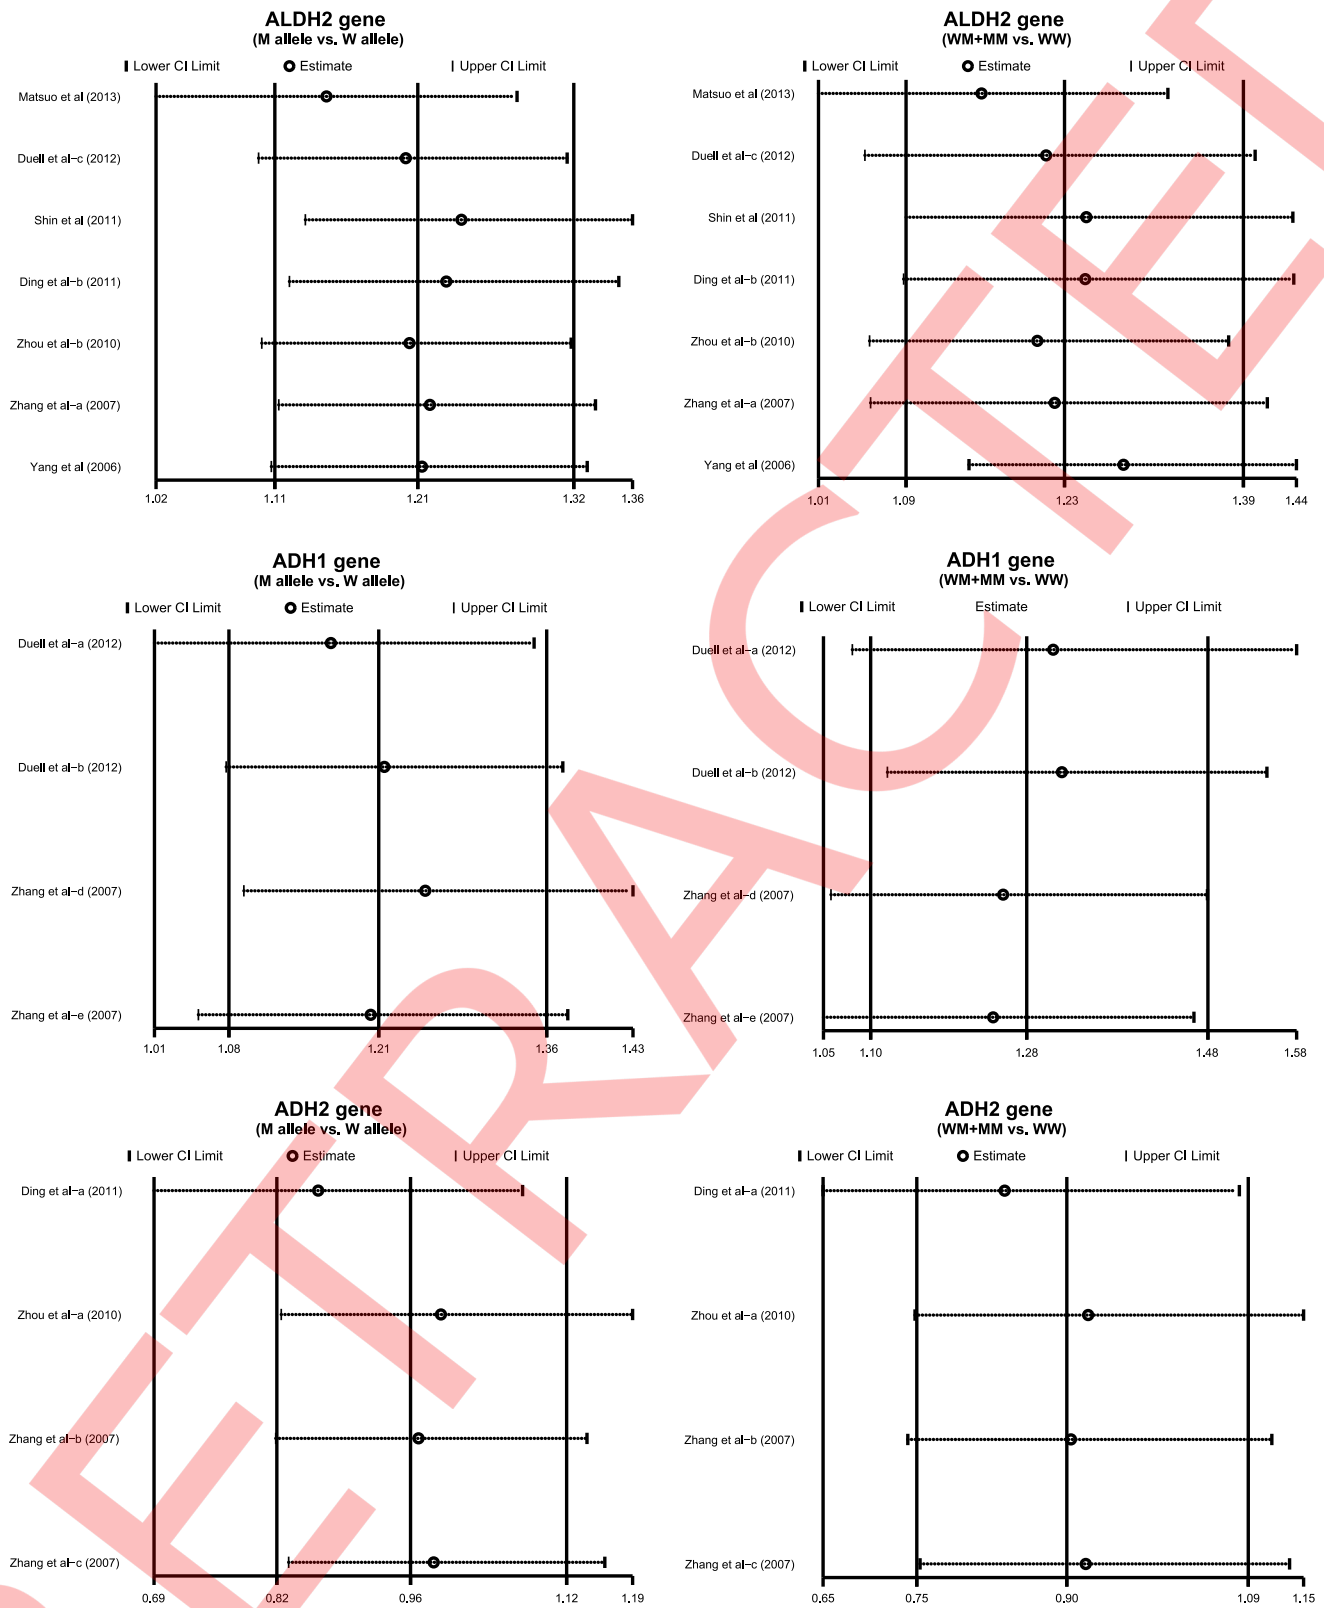 ALDH2 gene
(M allele vs. W allele)
Lower CI Limit Estimate Upper CI Limit
Matsuo et al (2013)
Duell et al-c (2012)
Shin et al (2011)
Ding et al-b (2011)
Zhou et al-b (2010)
Zhang et al-a (2007)
Yang et al (2006)
1.02 1.11 1.21 1.32 1.36
ALDH2 gene
(WM+MM vs. WW)
Lower CI Limit Estimate Upper CI Limit
Matsuo et al (2013)
Duell et al-c (2012)
Shin et al (2011)
Ding et al-b (2011)
Zhou et al-b (2010)
Zhang et al-a (2007)
Yang et al (2006)
1.01 1.09 1.23 1.39 1.44
ADH1 gene
(M allele vs. W allele)
Lower CI Limit Estimate Upper CI Limit
Duell et al-a (2012)
Duell et al-b (2012)
Zhang et al-d (2007)
Zhang et al-e (2007)
1.01 1.08 1.21 1.36 1.43
ADH1 gene
(WM+MM vs. WW)
Lower CI Limit Estimate Upper CI Limit
Duell et al-a (2012)
Duell et al-b (2012)
Zhang et al-d (2007)
Zhang et al-e (2007)
1.05 1.10 1.28 1.48 1.58
ADH2 gene
(M allele vs. W allele)
Lower CI Limit Estimate Upper CI Limit
Ding et al-a (2011)
Zhou et al-a (2010)
Zhang et al-b (2007)
Zhang et al-c (2007)
0.69 0.82 0.96 1.12 1.19
ADH2 gene
(WM+MM vs. WW)
Lower CI Limit Estimate Upper CI Limit
Ding et al-a (2011)
Zhou et al-a (2010)
Zhang et al-b (2007)
Zhang et al-c (2007)
0.65 0.75 0.90 1.09 1.15
RETRACTED